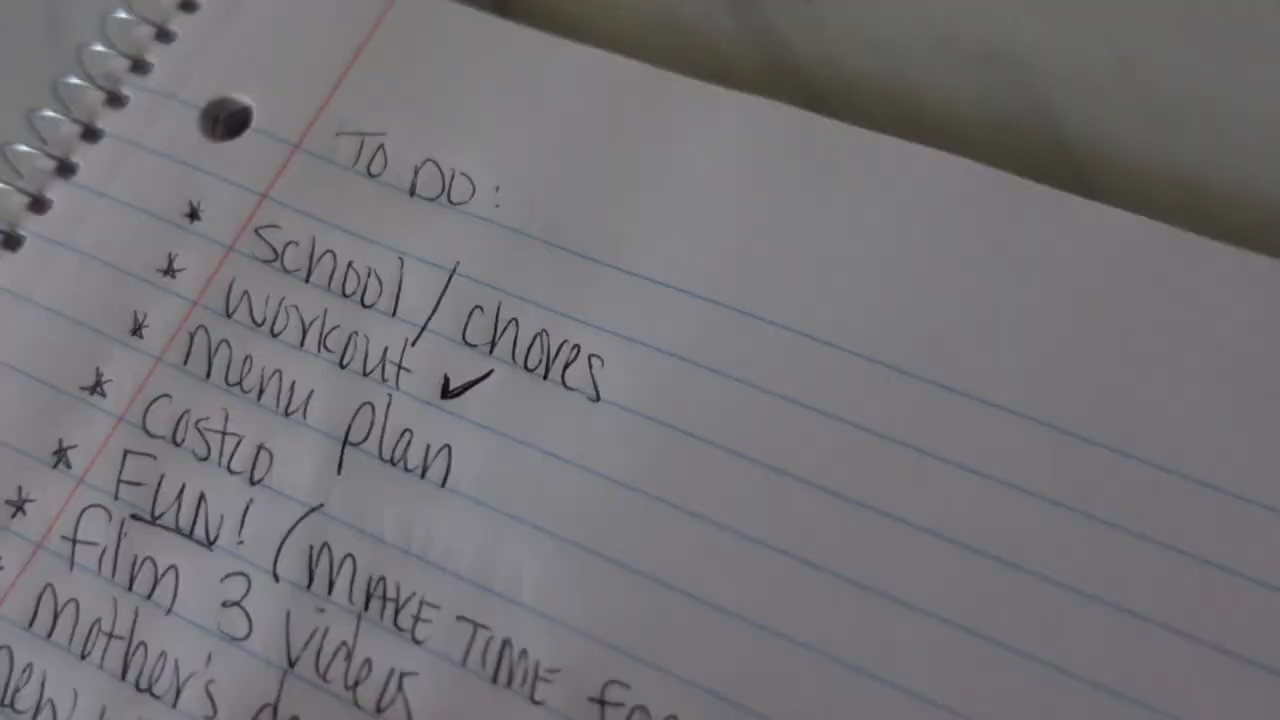 TO DO:
* school / chores
* workout ✓
* menu plan
* costco
* FUN! (MAKE TIME
* film 3 videos
mother's